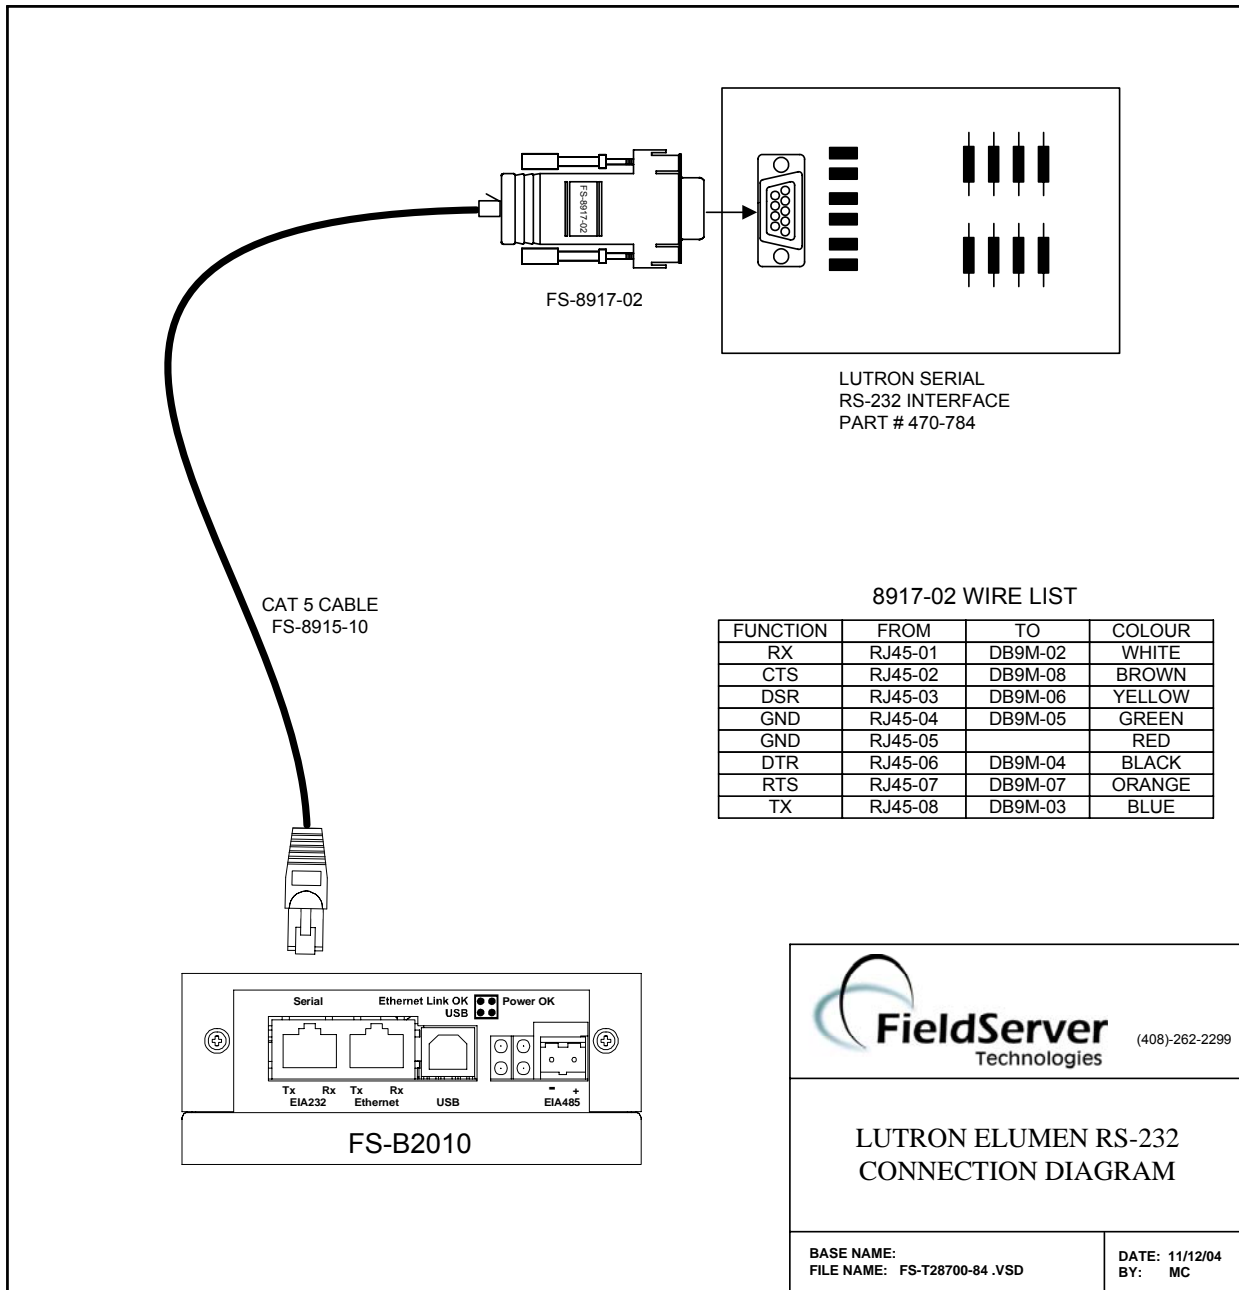 FS-8917-02
FS-8917-02
LUTRON SERIAL
RS-232 INTERFACE
PART # 470-784
CAT 5 CABLE
FS-8915-10
8917-02 WIRE LIST
FUNCTION FROM TO COLOUR
RX RJ45-01 DB9M-02 WHITE
CTS RJ45-02 DB9M-08 BROWN
DSR RJ45-03 DB9M-06 YELLOW
GND RJ45-04 DB9M-05 GREEN
GND RJ45-05 RED
DTR RJ45-06 DB9M-04 BLACK
RTS RJ45-07 DB9M-07 ORANGE
TX RJ45-08 DB9M-03 BLUE
Serial Ethernet Link OK Power OK
USB
Tx Rx Tx Rx - +
EIA232 Ethernet USB EIA485
FS-B2010
FieldServer
Technologies
(408)-262-2299
LUTRON ELUMEN RS-232
CONNECTION DIAGRAM
BASE NAME:
FILE NAME: FS-T28700-84 .VSD
DATE: 11/12/04
BY: MC